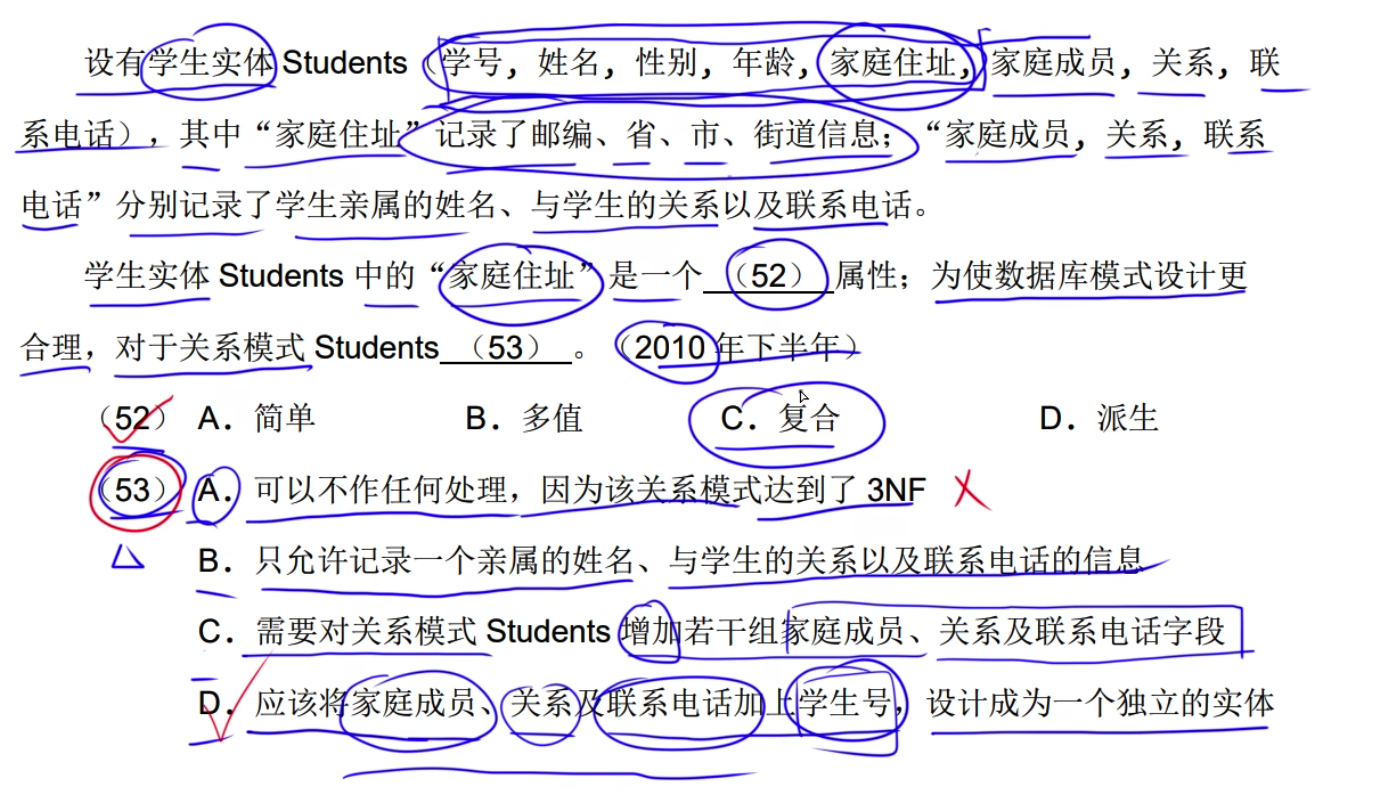 设有学生实体 Students（学号，姓名，性别，年龄，家庭住址，家庭成员，关系，联
系电话），其中“家庭住址”记录了邮编、省、市、街道信息；“家庭成员，关系，联系
电话”分别记录了学生亲属的姓名、与学生的关系以及联系电话。
学生实体 Students 中的“家庭住址”是一个（52）属性；为使数据库模式设计更
合理，对于关系模式 Students（53）。（2010 年下半年）
（52）A．简单 B．多值 C．复合 D．派生
（53）A．可以不作任何处理，因为该关系模式达到了 3NF
B．只允许记录一个亲属的姓名、与学生的关系以及联系电话的信息
C．需要对关系模式 Students 增加若干组家庭成员、关系及联系电话字段
D．应该将家庭成员、关系及联系电话加上学生号，设计成为一个独立的实体